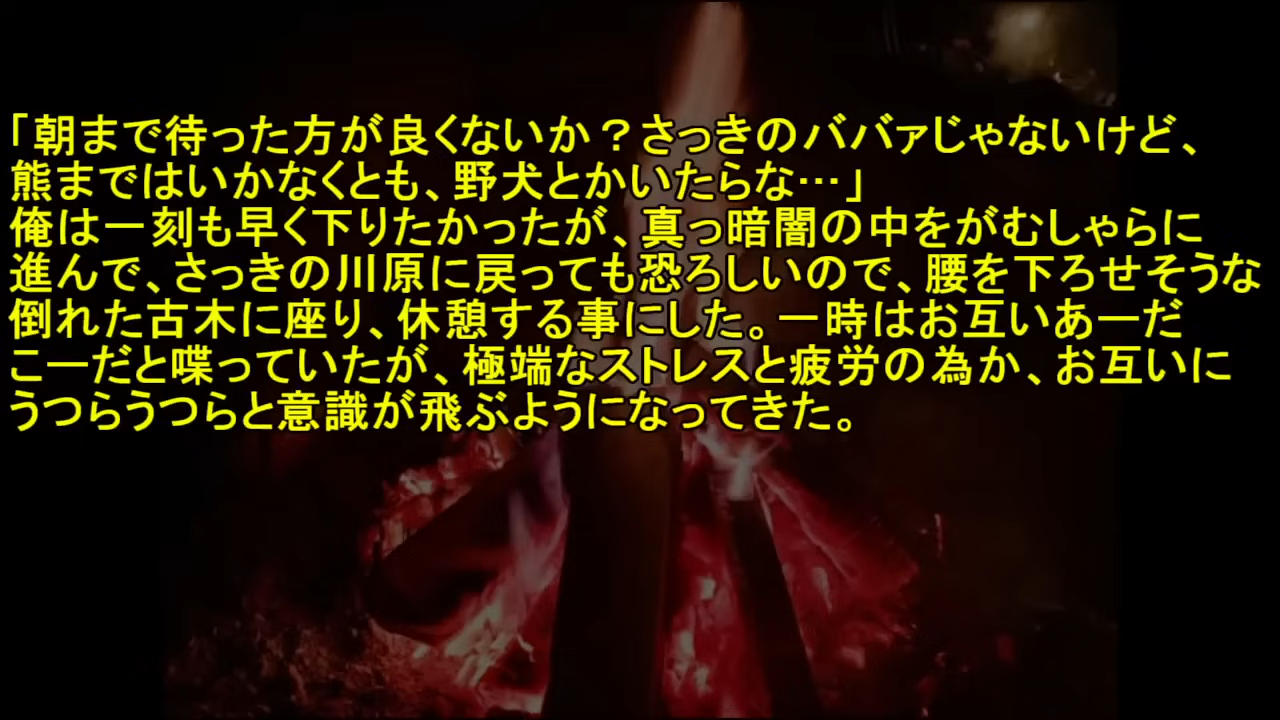 「朝まで待った方が良くないか？さっきのババァじゃないけど、
熊まではいかなくとも、野犬とかいたらな…」
俺は一刻も早く下りたかったが、真っ暗闇の中をがむしゃらに
進んで、さっきの川原に戻っても恐ろしいので、腰を下ろせそうな
倒れた古木に座り、休憩する事にした。一時はお互いあーだ
こーだと喋っていたが、極端なストレスと疲労の為か、お互いに
うつらうつらと意識が飛ぶようになってきた。